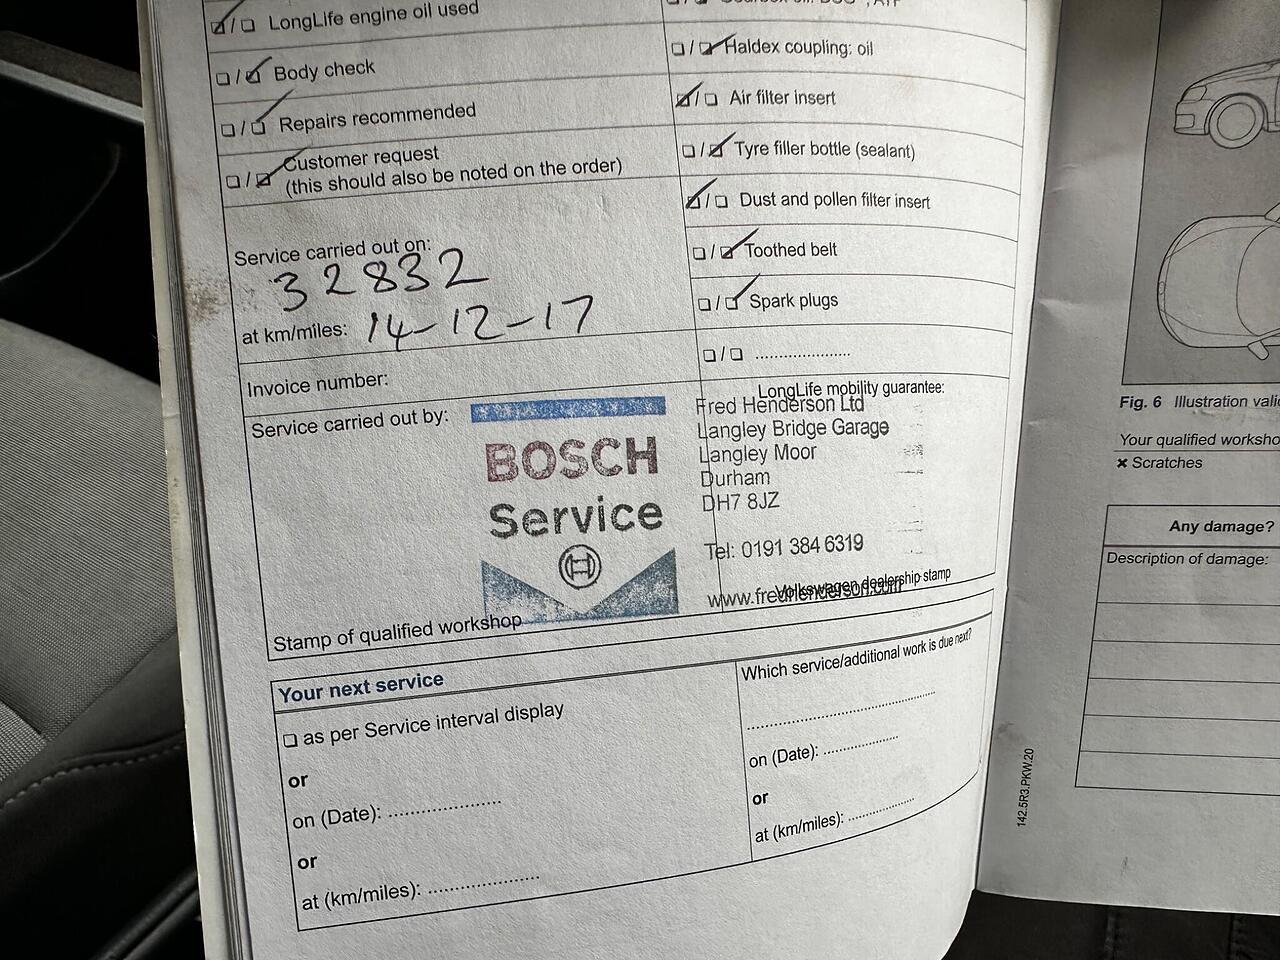 ☑/☐ LongLife engine oil used
☐/☑ Body check
☐/☑ Repairs recommended
☐/☑ Customer request
(this should also be noted on the order)
Service carried out on:
32832
at km/miles: 14-12-17
Invoice number:
Service carried out by:
BOSCH
Service
Stamp of qualified workshop
☐/☑ Haldex coupling: oil
☑/☐ Air filter insert
☐/☑ Tyre filler bottle (sealant)
☑/☐ Dust and pollen filter insert
☐/☑ Toothed belt
☐/☑ Spark plugs
☐/☐ ......................
LongLife mobility guarantee:
Fred Henderson Ltd
Langley Bridge Garage
Langley Moor
Durham
DH7 8JZ
Tel: 0191 384 6319
Volkswagen dealership stamp
www.fredhenderson.com
Your next service
☐ as per Service interval display
or
on (Date): ......................
or
at (km/miles): ......................
Which service/additional work is due next?
......................
on (Date): ......................
or
at (km/miles): ......................
142.5R3.PKW.20
Fig. 6 Illustration
Your qualified
✗ Scratches
Any damage?
Description of damage: